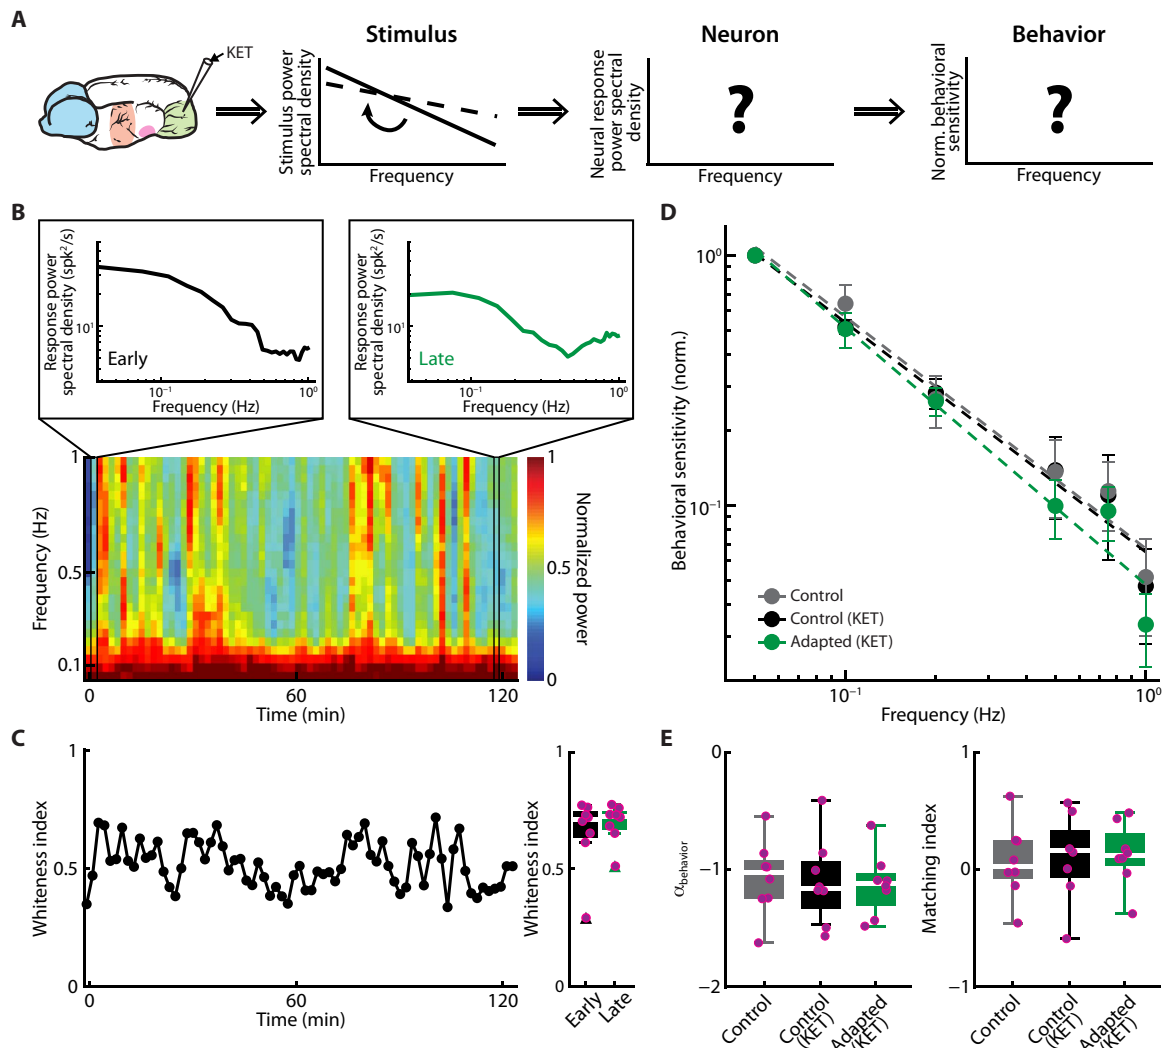 A
KET
Stimulus
Stimulus power
spectral density
Frequency
Neuron
Neural response
power spectral
density
?
Frequency
Behavior
Norm. behavioral
sensitivity
?
Frequency
B
Response power
spectral density (spk²/s)
10¹
Early
10⁻¹
10⁰
Frequency (Hz)
Response power
spectral density (spk²/s)
10¹
Late
10⁻¹
10⁰
Frequency (Hz)
Frequency (Hz)
1
0.5
0.1
0
60
120
Time (min)
1
0.5
0
Normalized power
C
Whiteness index
1
0.5
0
0
60
120
Time (min)
Whiteness index
1
0.5
0
Early
Late
D
Behavioral sensitivity (norm.)
10⁰
10⁻¹
Control
Control (KET)
Adapted (KET)
10⁻¹
10⁰
Frequency (Hz)
E
αbehavior
0
−1
−2
Control
Control
(KET)
Adapted
(KET)
Matching index
1
0
−1
Control
Control
(KET)
Adapted
(KET)